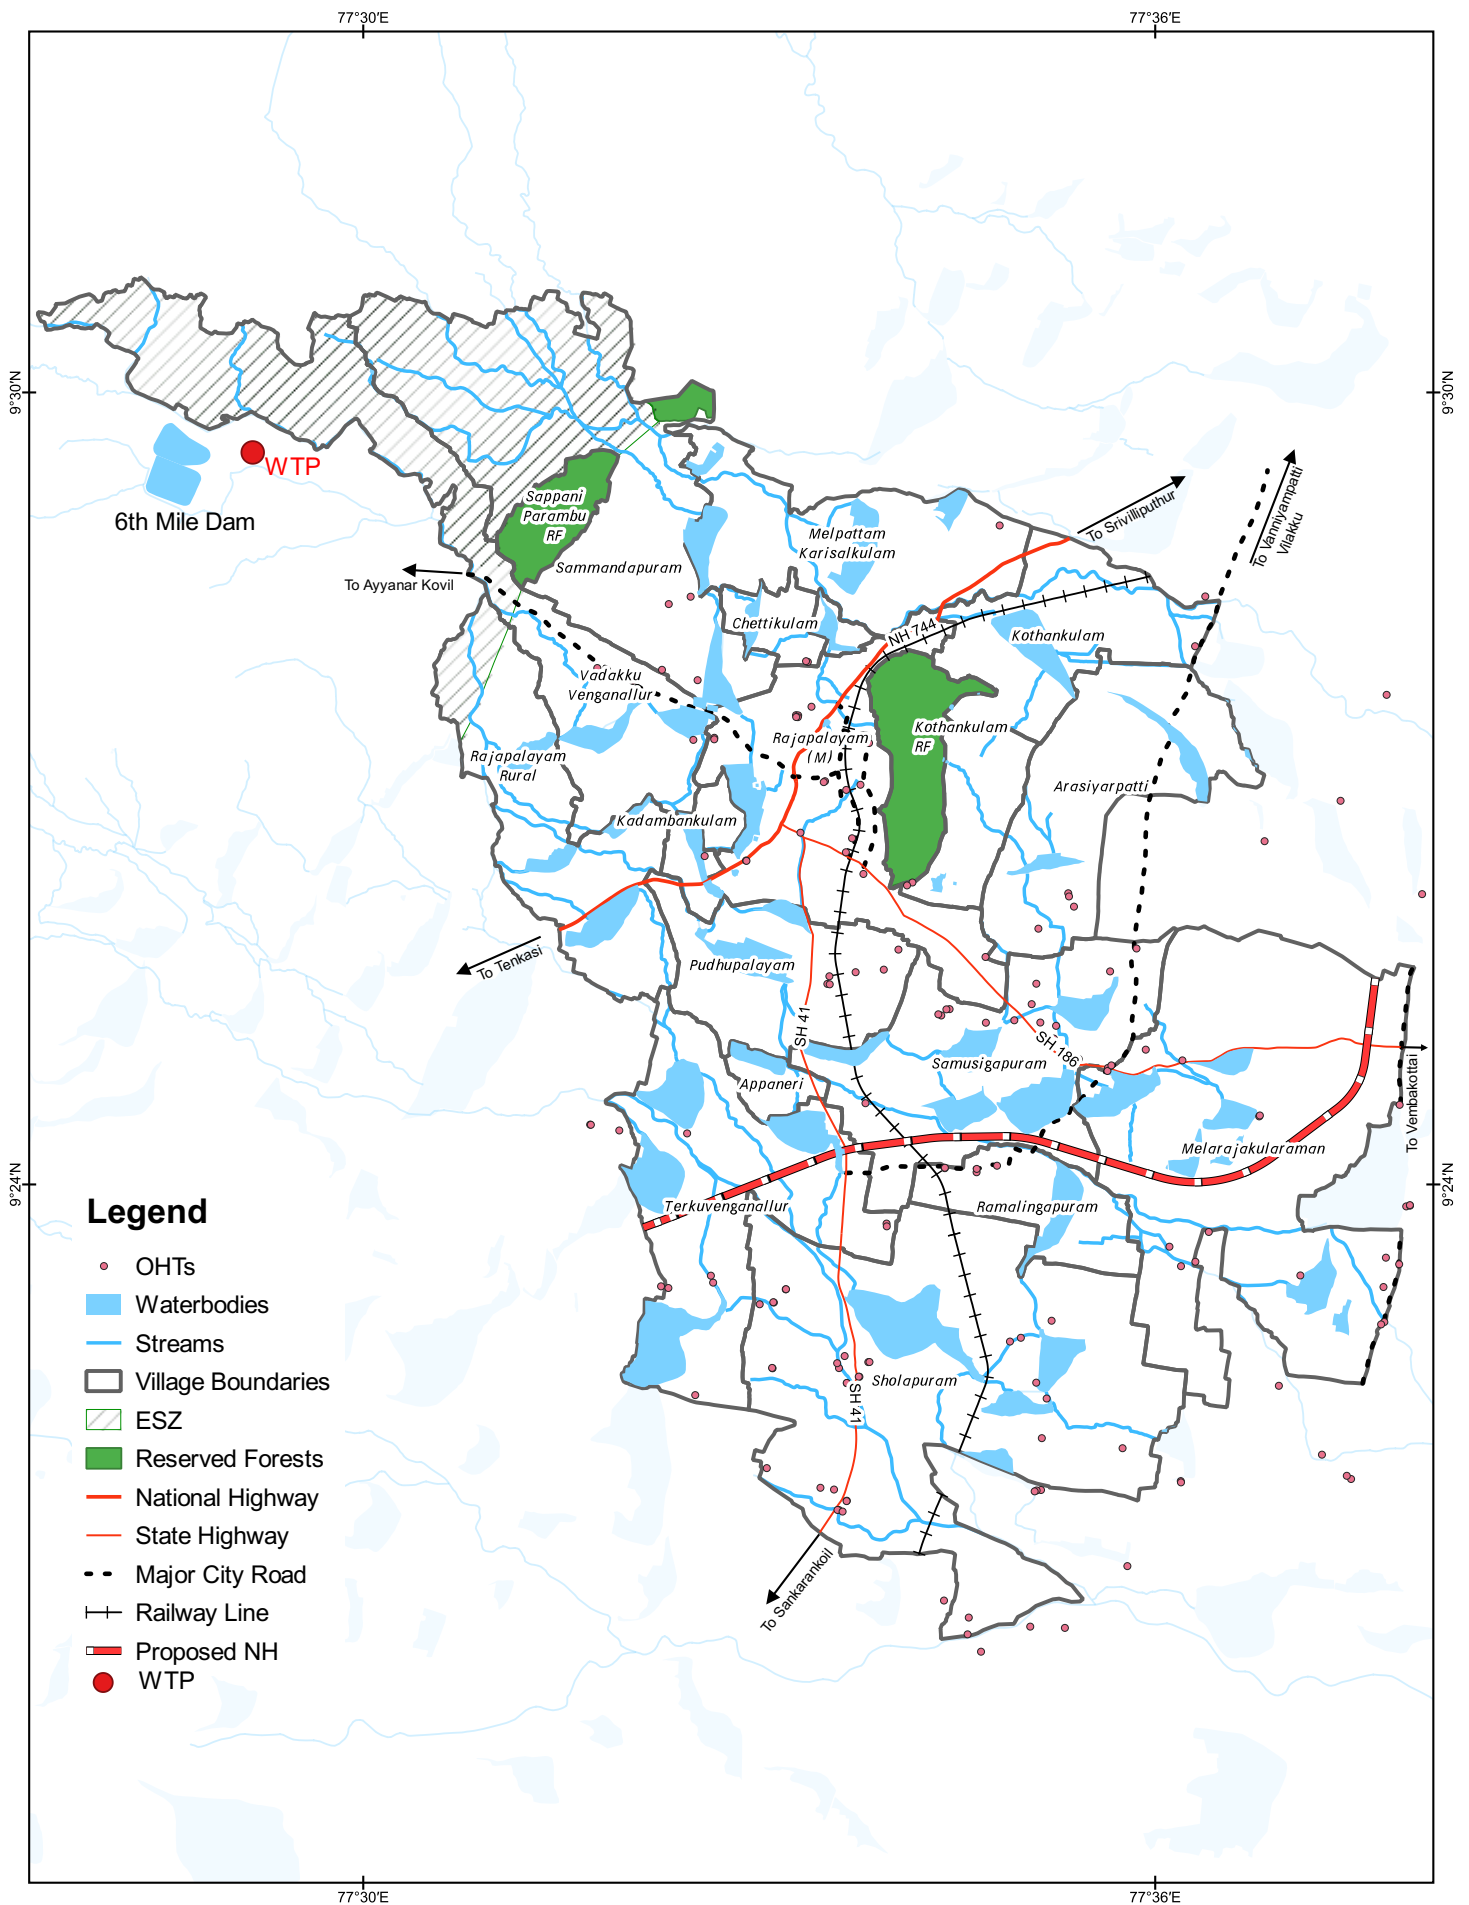 77°30'E
77°36'E
9°30'N
9°30'N
WTP
6th Mile Dam
Sappani
Parambu
RF
To Ayyanar Kovil
Sammandapuram
Melpattam
Karisalkulam
To Srivilliputhur
To Vanniyampatti
Vilakku
Chettikulam
NH 744
Kothankulam
Vadakku
Venganallur
Rajapalayam
(M)
Kothankulam
RF
Rajapalayam
Rural
Arasiyarpatti
Kadambankulam
To Tenkasi
Pudhupalayam
SH 41
SH 186
Samusigapuram
Appaneri
To Vembakottai
Melarajakularaman
9°24'N
9°24'N
Terkuvenganallur
Ramalingapuram
Sholapuram
SH 41
To Sankarankoil
Legend
OHTs
Waterbodies
Streams
Village Boundaries
ESZ
Reserved Forests
National Highway
State Highway
Major City Road
Railway Line
Proposed NH
WTP
77°30'E
77°36'E